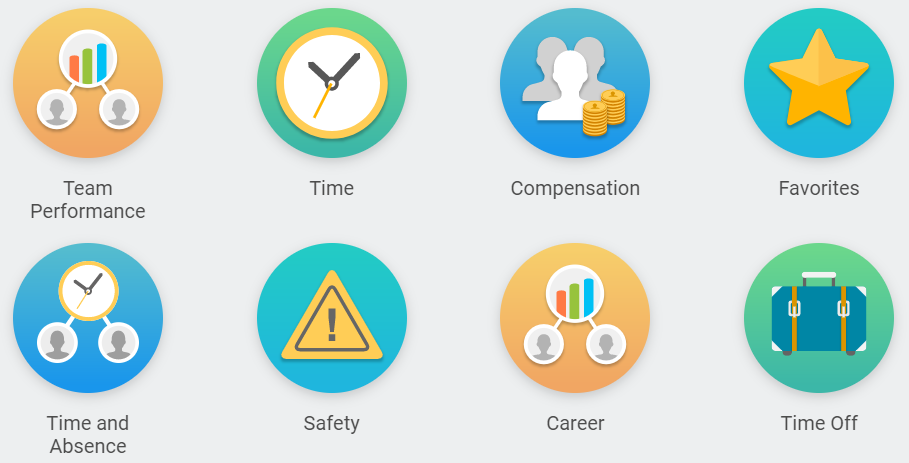 Team
Performance
Time
Compensation
Favorites
Time and
Absence
Safety
Career
Time Off